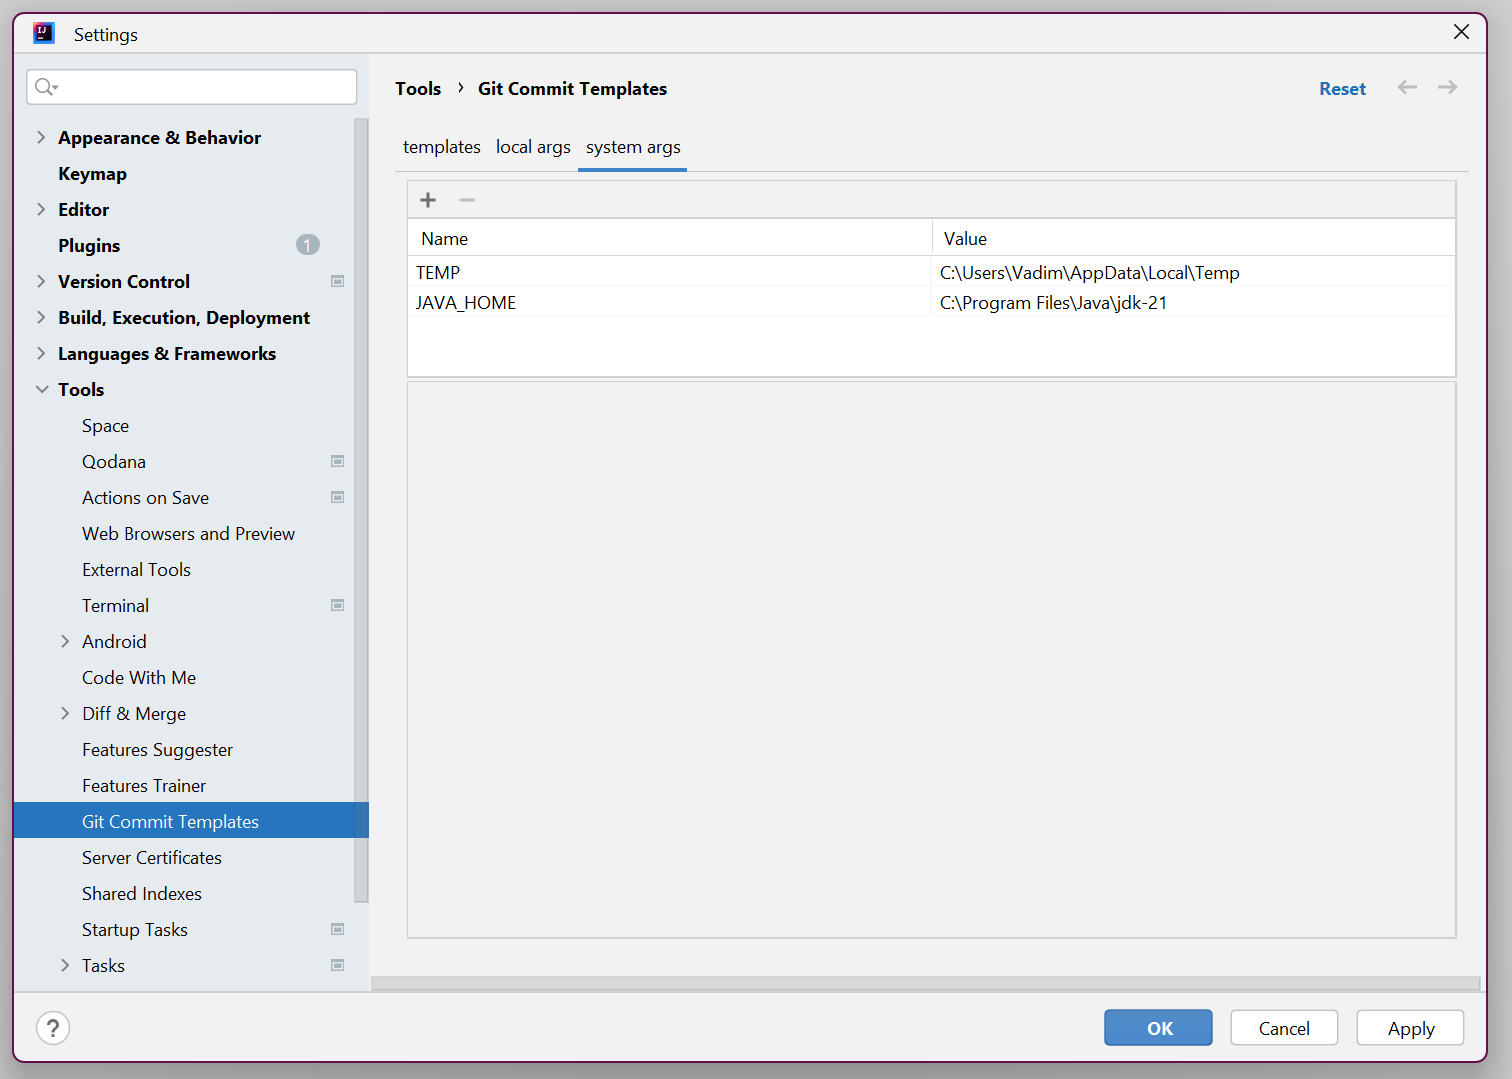 Settings
Appearance & Behavior
Keymap
Editor
Plugins 1
Version Control
Build, Execution, Deployment
Languages & Frameworks
Tools
Space
Qodana
Actions on Save
Web Browsers and Preview
External Tools
Terminal
Android
Code With Me
Diff & Merge
Features Suggester
Features Trainer
Git Commit Templates
Server Certificates
Shared Indexes
Startup Tasks
Tasks
Tools › Git Commit Templates
Reset
templates local args system args
Name Value
TEMP C:\Users\Vadim\AppData\Local\Temp
JAVA_HOME C:\Program Files\Java\jdk-21
? OK Cancel Apply